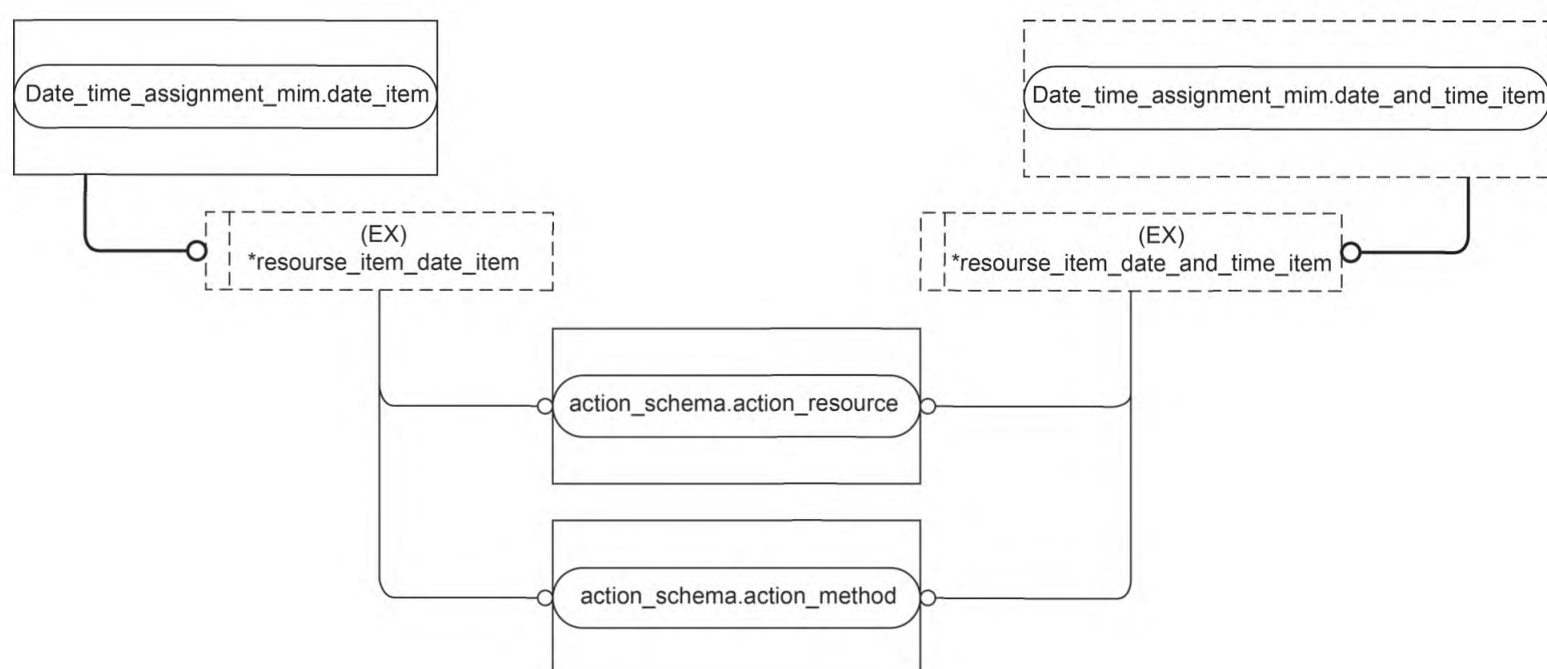 Date_time_assignment_mim.date_item
Date_time_assignment_mim.date_and_time_item
(EX)
*resourse_item_date_item
(EX)
*resourse_item_date_and_time_item
action_schema.action_resource
action_schema.action_method